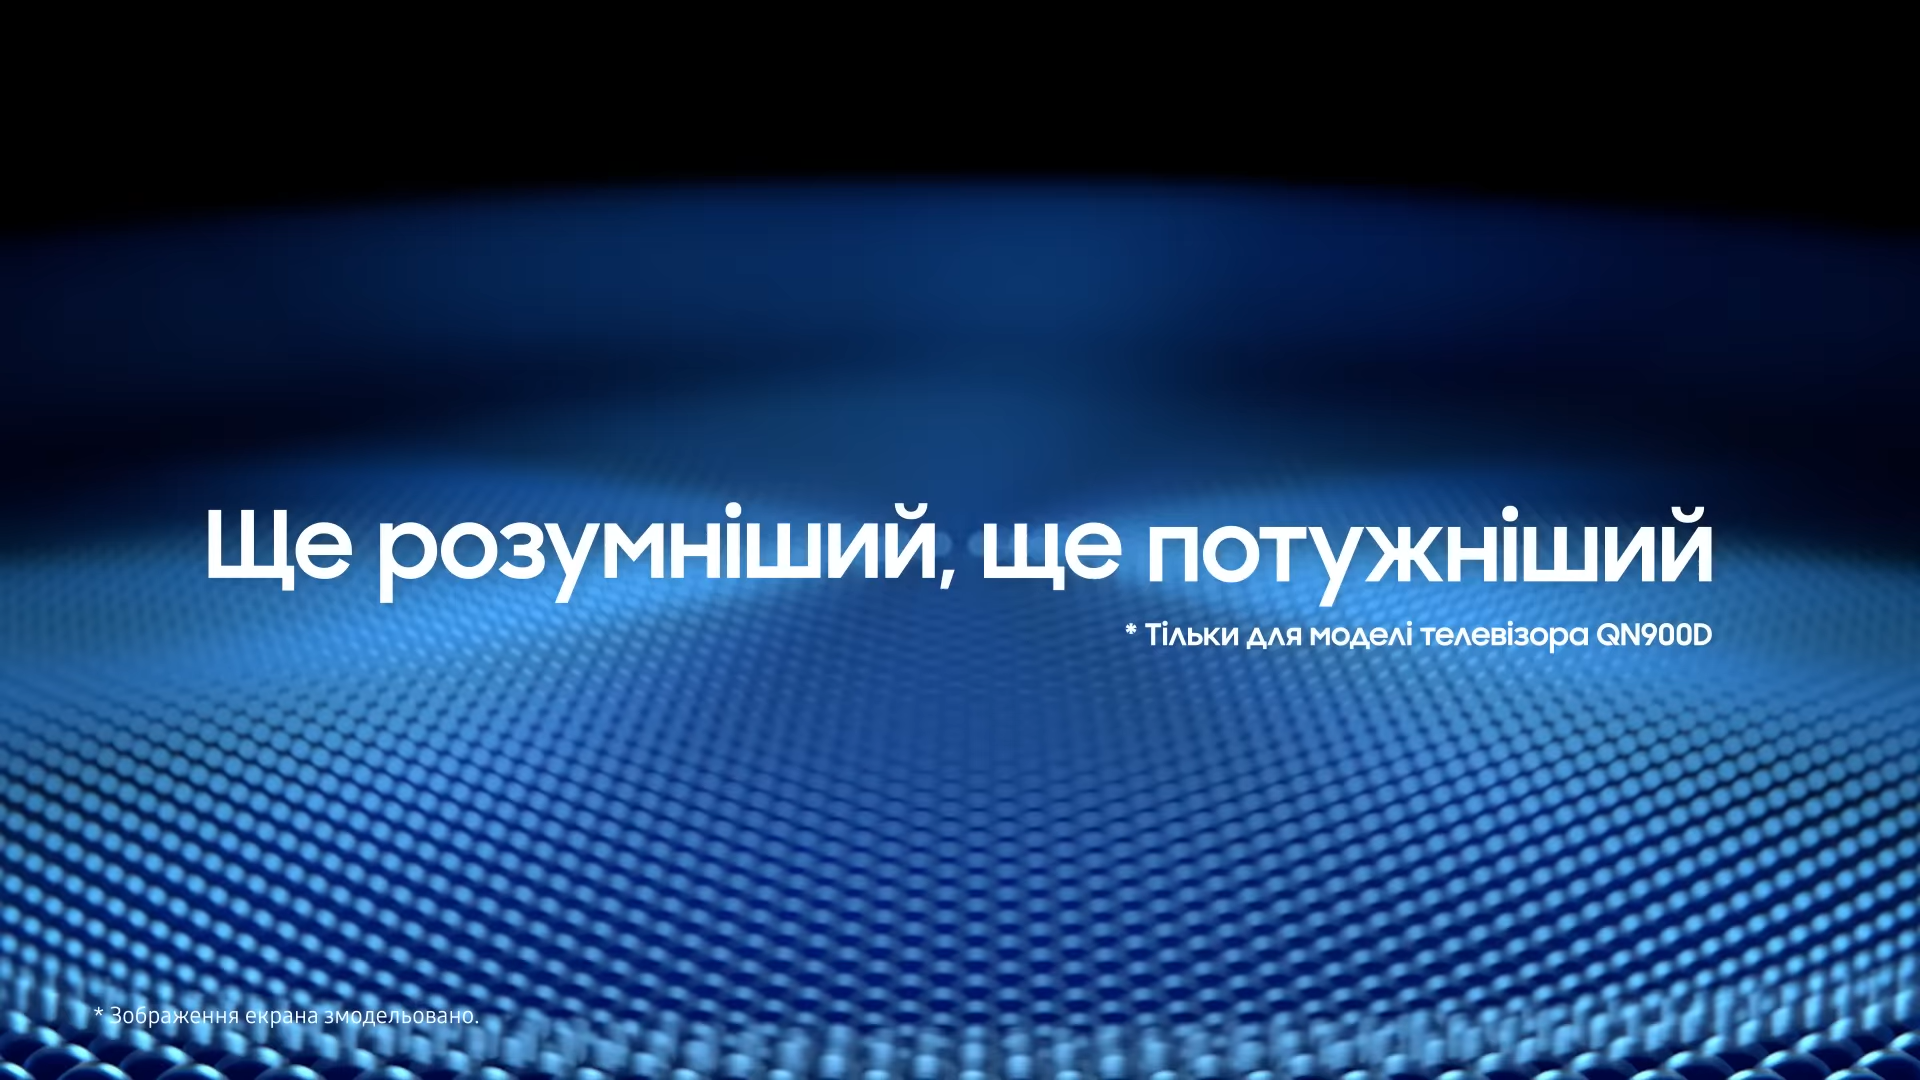 Ще розумніший, ще потужніший
* Тільки для моделі телевізора QN900D
* Зображення екрана змодельовано.